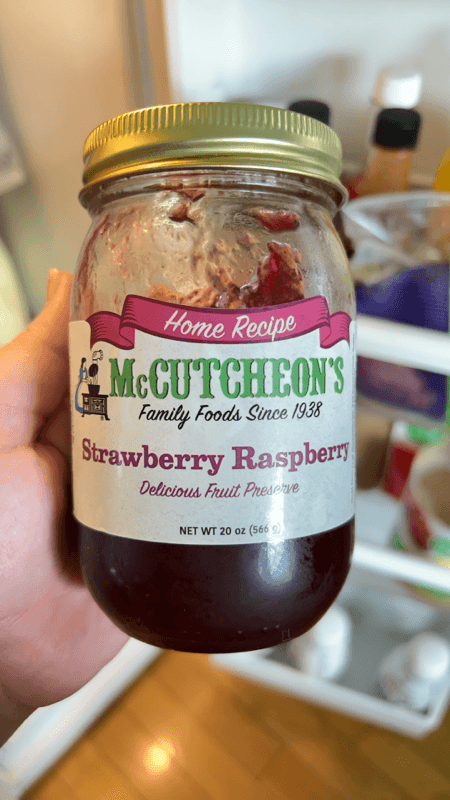 Home Recipe
McCUTCHEON'S
Family Foods Since 1938
Strawberry Raspberry
Delicious Fruit Preserve
NET WT 20 oz (566 g)